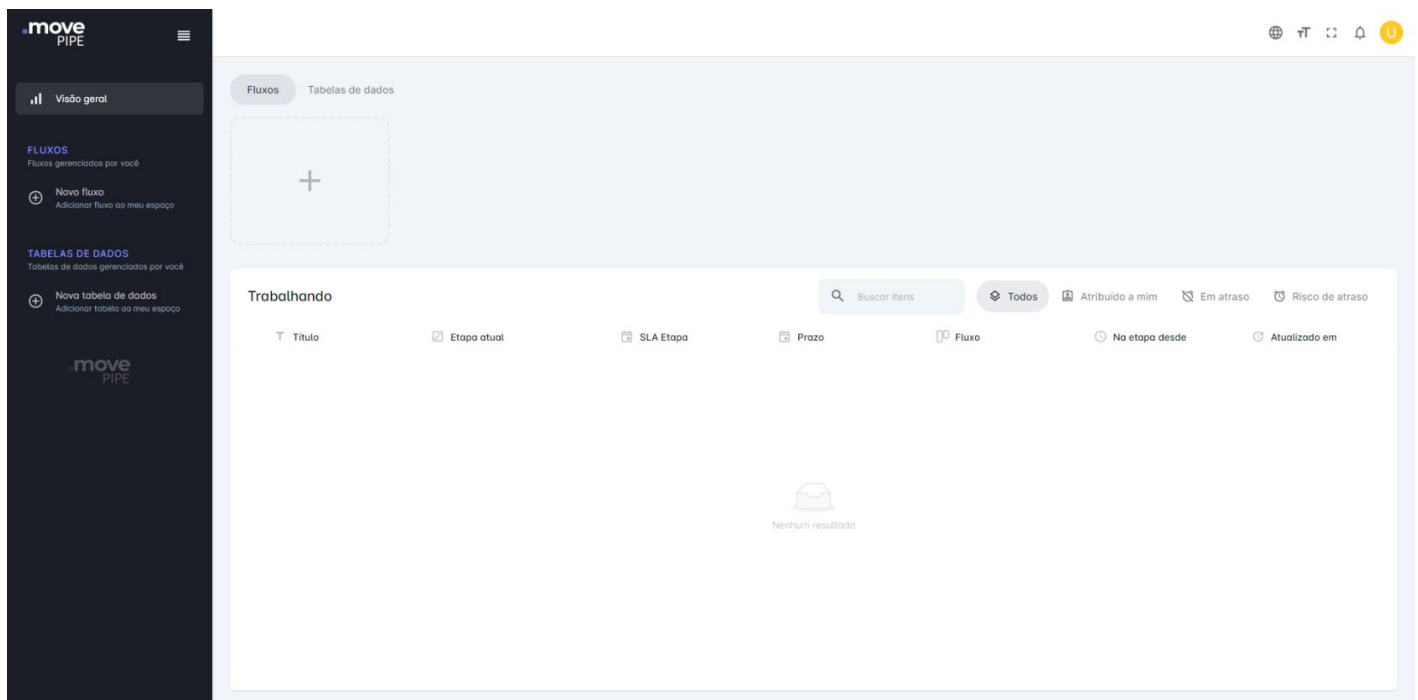 .move
PIPE
U
Visão geral
Fluxos
Tabelas de dados
FLUXOS
Fluxos gerenciados por você
Novo fluxo
Adicionar fluxo ao meu espaço
TABELAS DE DADOS
Tabelas de dados gerenciados por você
Nova tabela de dados
Adicionar tabela ao meu espaço
.move
PIPE
Trabalhando
Buscar itens
Todos
Atribuído a mim
Em atraso
Risco de atraso
Título
Etapa atual
SLA Etapa
Prazo
Fluxo
Na etapa desde
Atualizado em
Nenhum resultado